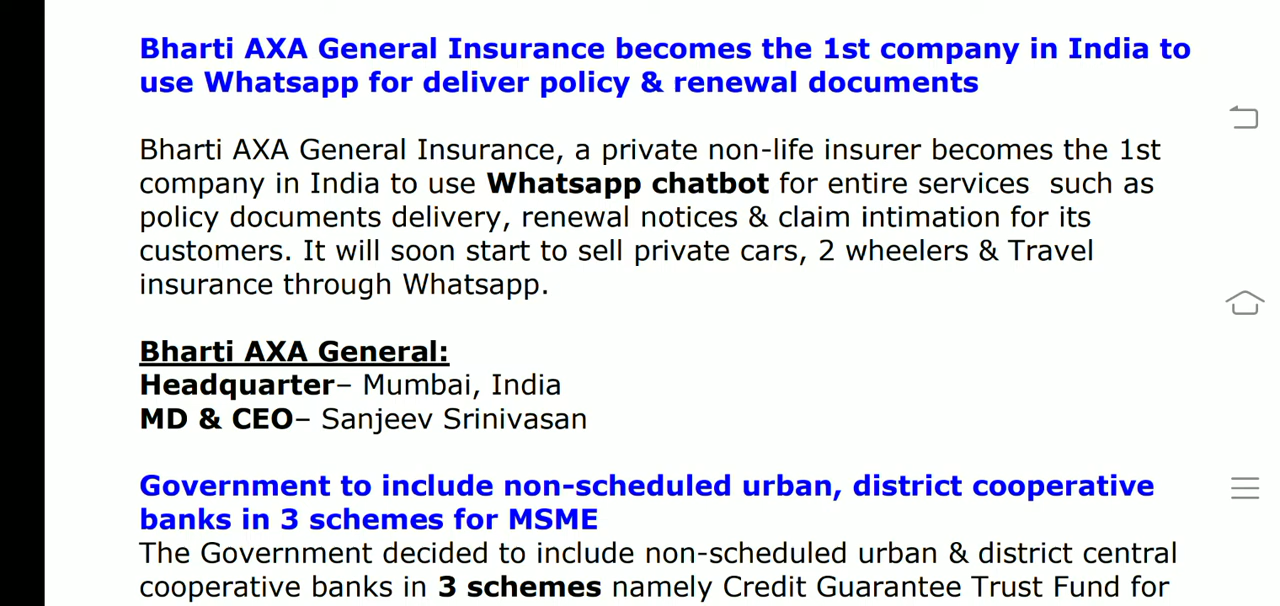 Bharti AXA General Insurance becomes the 1st company in India to
use Whatsapp for deliver policy & renewal documents
Bharti AXA General Insurance, a private non-life insurer becomes the 1st
company in India to use Whatsapp chatbot for entire services  such as
policy documents delivery, renewal notices & claim intimation for its
customers. It will soon start to sell private cars, 2 wheelers & Travel
insurance through Whatsapp.
Bharti AXA General:
Headquarter– Mumbai, India
MD & CEO– Sanjeev Srinivasan
Government to include non-scheduled urban, district cooperative
banks in 3 schemes for MSME
The Government decided to include non-scheduled urban & district central
cooperative banks in 3 schemes namely Credit Guarantee Trust Fund for